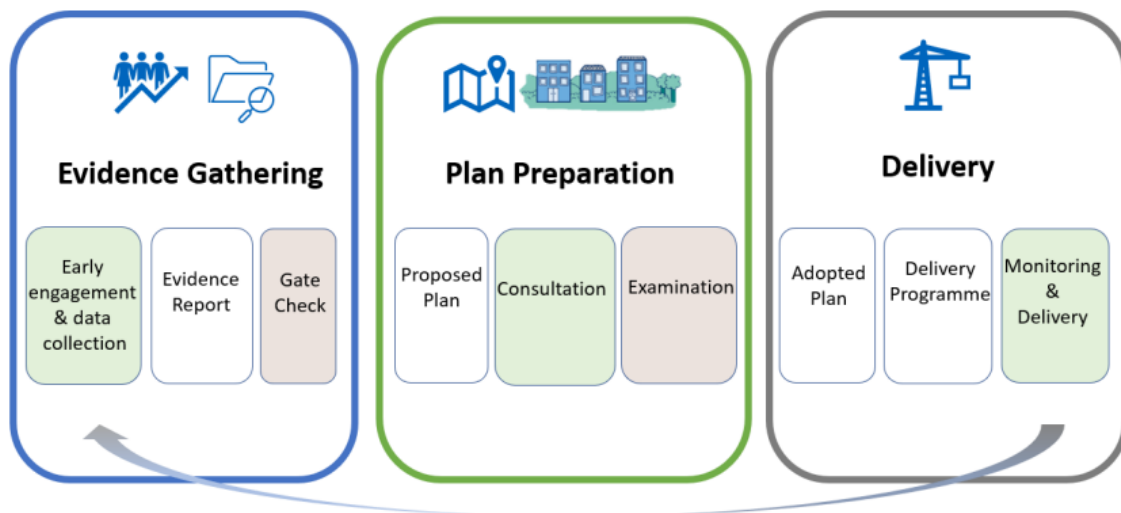 Evidence Gathering
Early
engagement
& data
collection
Evidence
Report
Gate
Check
Plan Preparation
Proposed
Plan
Consultation
Examination
Delivery
Adopted
Plan
Delivery
Programme
Monitoring
&
Delivery